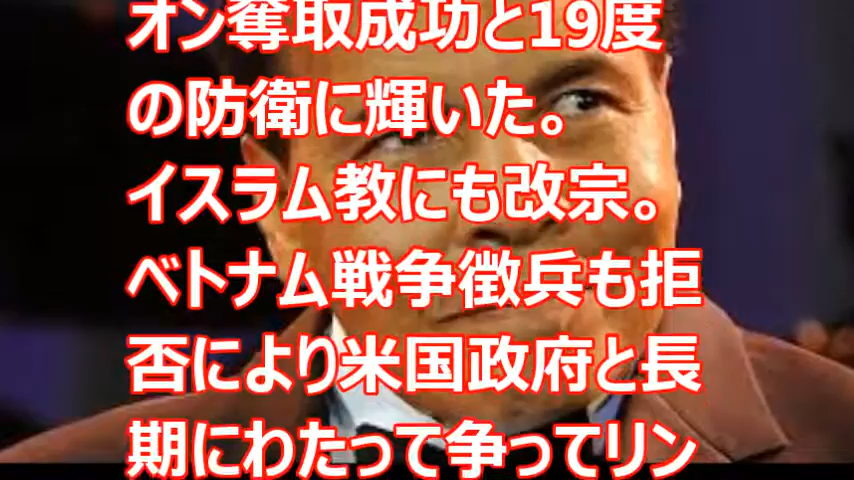 オン奪取成功と19度
の防衛に輝いた。
イスラム教にも改宗。
ベトナム戦争徴兵も拒
否により米国政府と長
期にわたって争ってリン